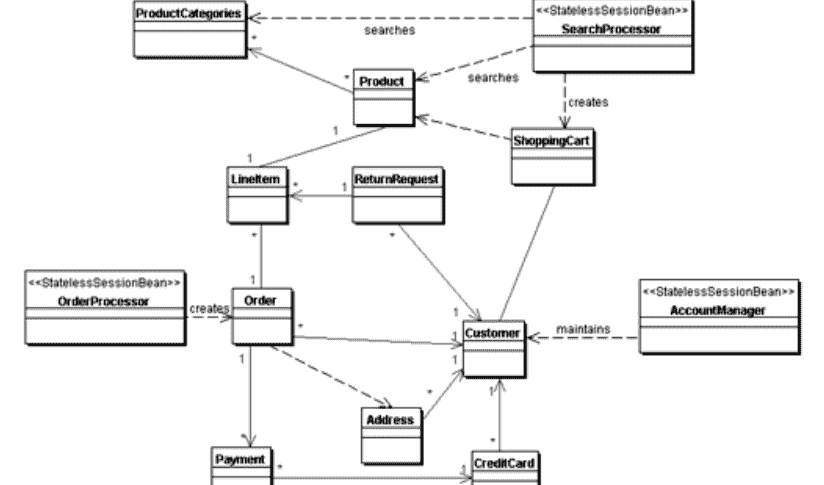 ProductCategories
<<StatelessSessionBean>>
SearchProcessor
searches
*
*
Product
searches
creates
1
ShoppingCart
1
LineItem
*
1
ReturnRequest
*
*
<<StatelessSessionBean>>
OrderProcessor
creates
1
Order
*
1
1
Customer
1
maintains
<<StatelessSessionBean>>
AccountManager
1
*
1
Address
*
Payment
*
1
*
CreditCard